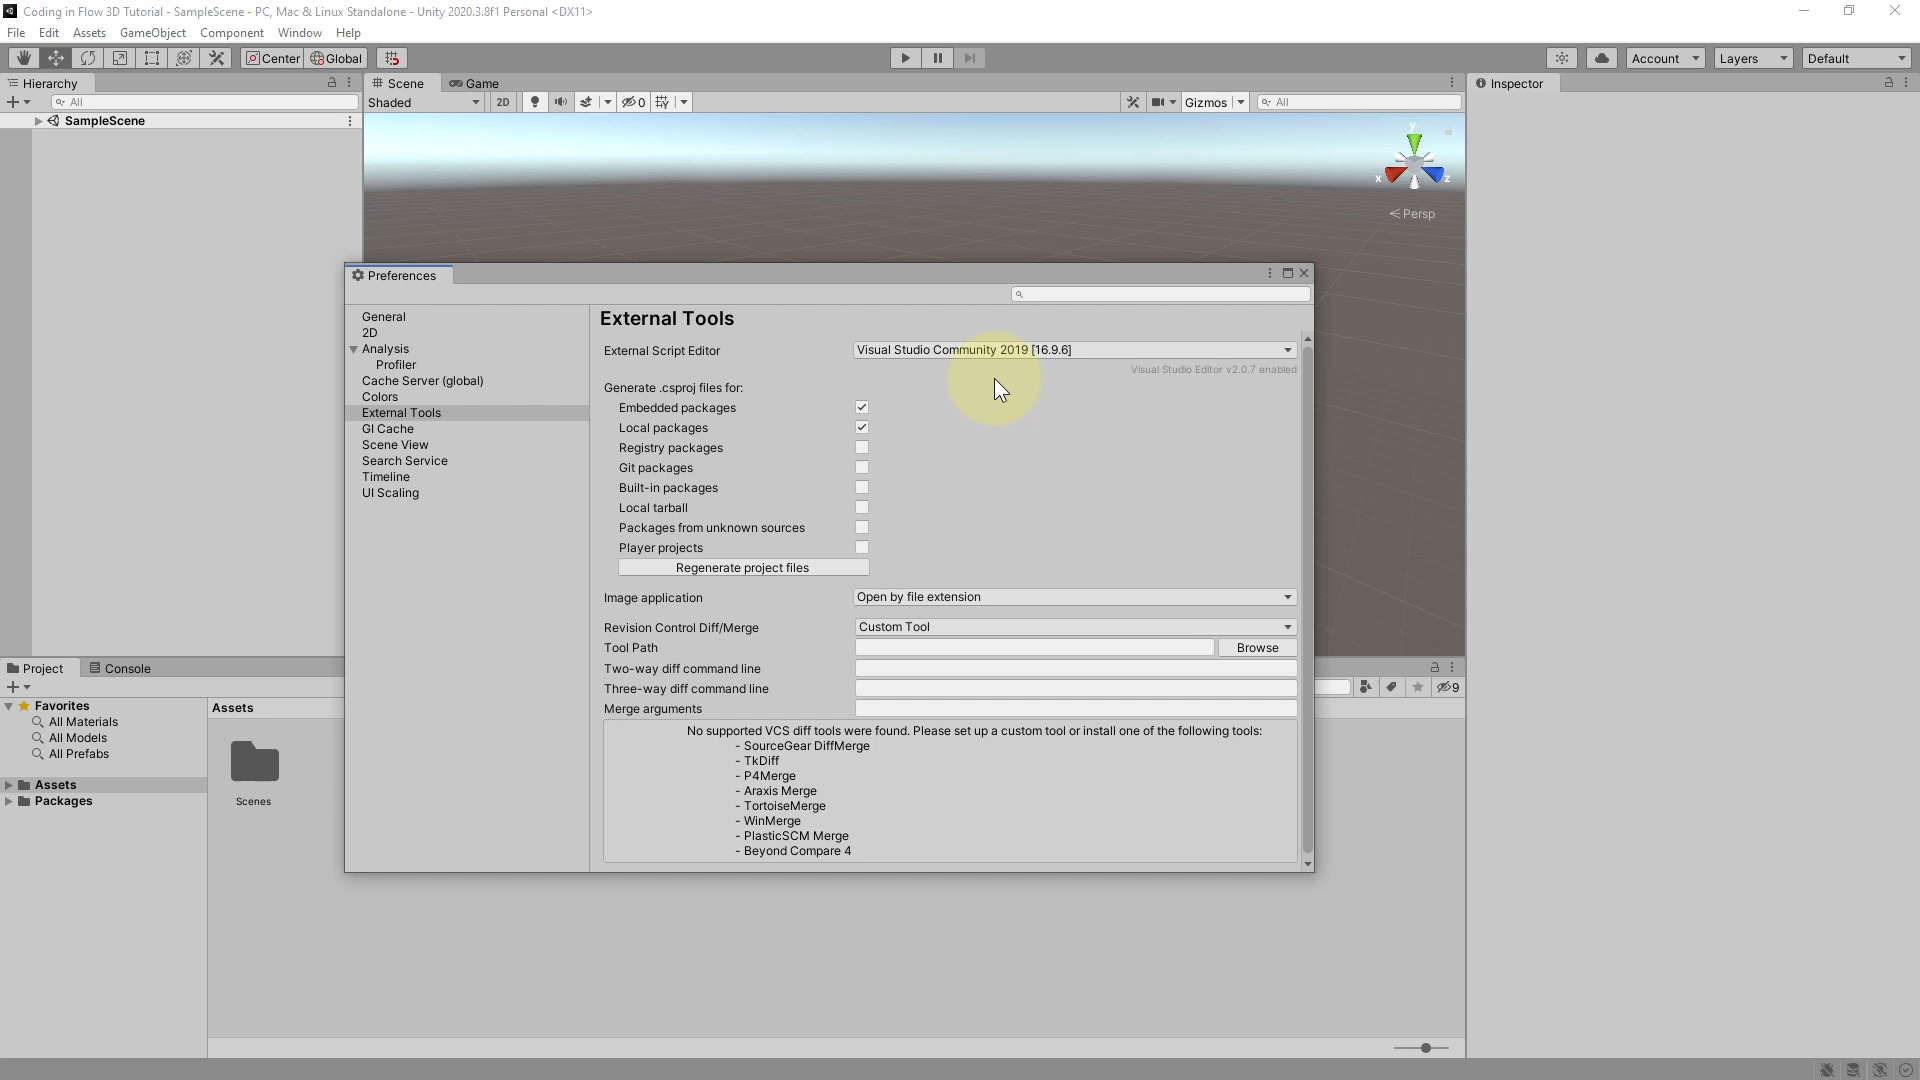 Coding in Flow 3D Tutorial - SampleScene - PC, Mac & Linux Standalone - Unity 2020.3.8f1 Personal <DX11>
File Edit Assets GameObject Component Window Help
Center Global Account Layers Default
Hierarchy
All
SampleScene
Scene Game
Shaded 2D 0 Gizmos All
y
x z
Persp
Inspector
Preferences
General
2D
Analysis
Profiler
Cache Server (global)
Colors
External Tools
GI Cache
Scene View
Search Service
Timeline
UI Scaling
External Tools
External Script Editor Visual Studio Community 2019 [16.9.6]
Visual Studio Editor v2.0.7 enabled
Generate .csproj files for:
Embedded packages
Local packages
Registry packages
Git packages
Built-in packages
Local tarball
Packages from unknown sources
Player projects
Regenerate project files
Image application Open by file extension
Revision Control Diff/Merge Custom Tool
Tool Path Browse
Two-way diff command line
Three-way diff command line
Merge arguments
No supported VCS diff tools were found. Please set up a custom tool or install one of the following tools:
- SourceGear DiffMerge
- TkDiff
- P4Merge
- Araxis Merge
- TortoiseMerge
- WinMerge
- PlasticSCM Merge
- Beyond Compare 4
Project Console
9
Favorites
All Materials
All Models
All Prefabs
Assets
Packages
Assets
Scenes